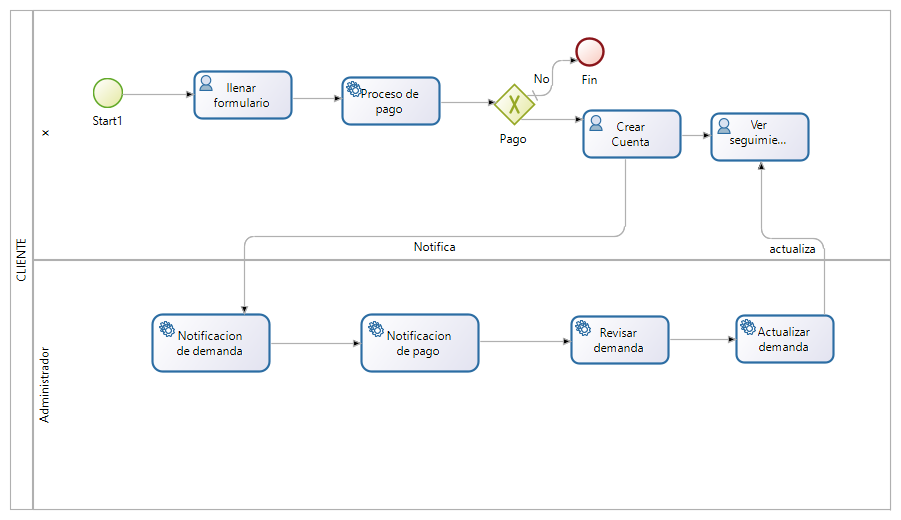 CLIENTE
x
Start1
llenar
formulario
Proceso de
pago
Pago
No
Fin
Crear
Cuenta
Ver
seguimie...
Notifica
actualiza
Administrador
Notificacion
de demanda
Notificacion
de pago
Revisar
demanda
Actualizar
demanda